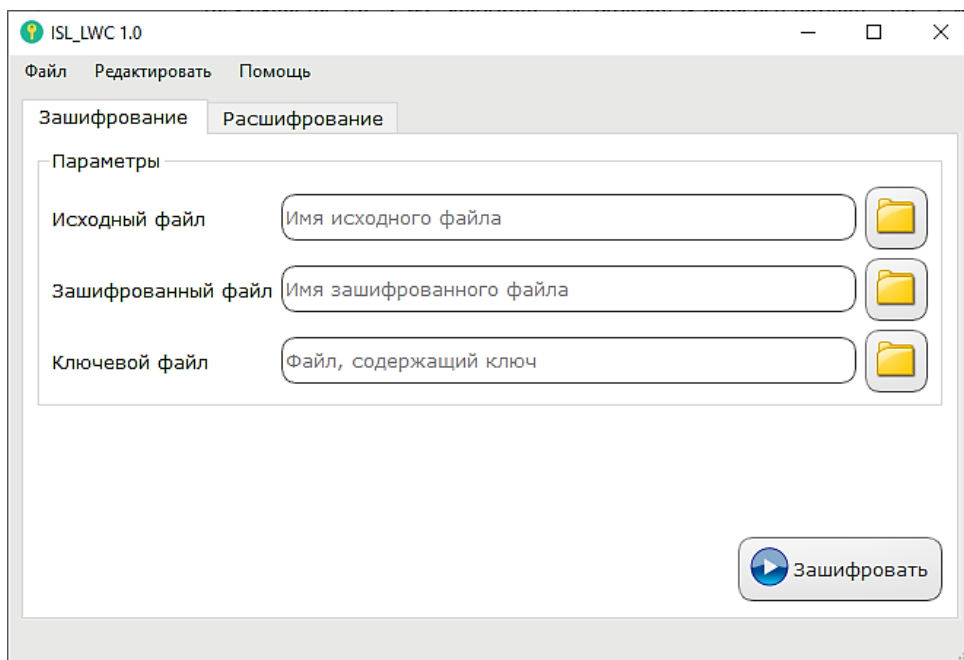 ISL_LWC 1.0
Файл Редактировать Помощь
Зашифрование Расшифрование
Параметры
Исходный файл Имя исходного файла
Зашифрованный файл Имя зашифрованного файла
Ключевой файл Файл, содержащий ключ
Зашифровать